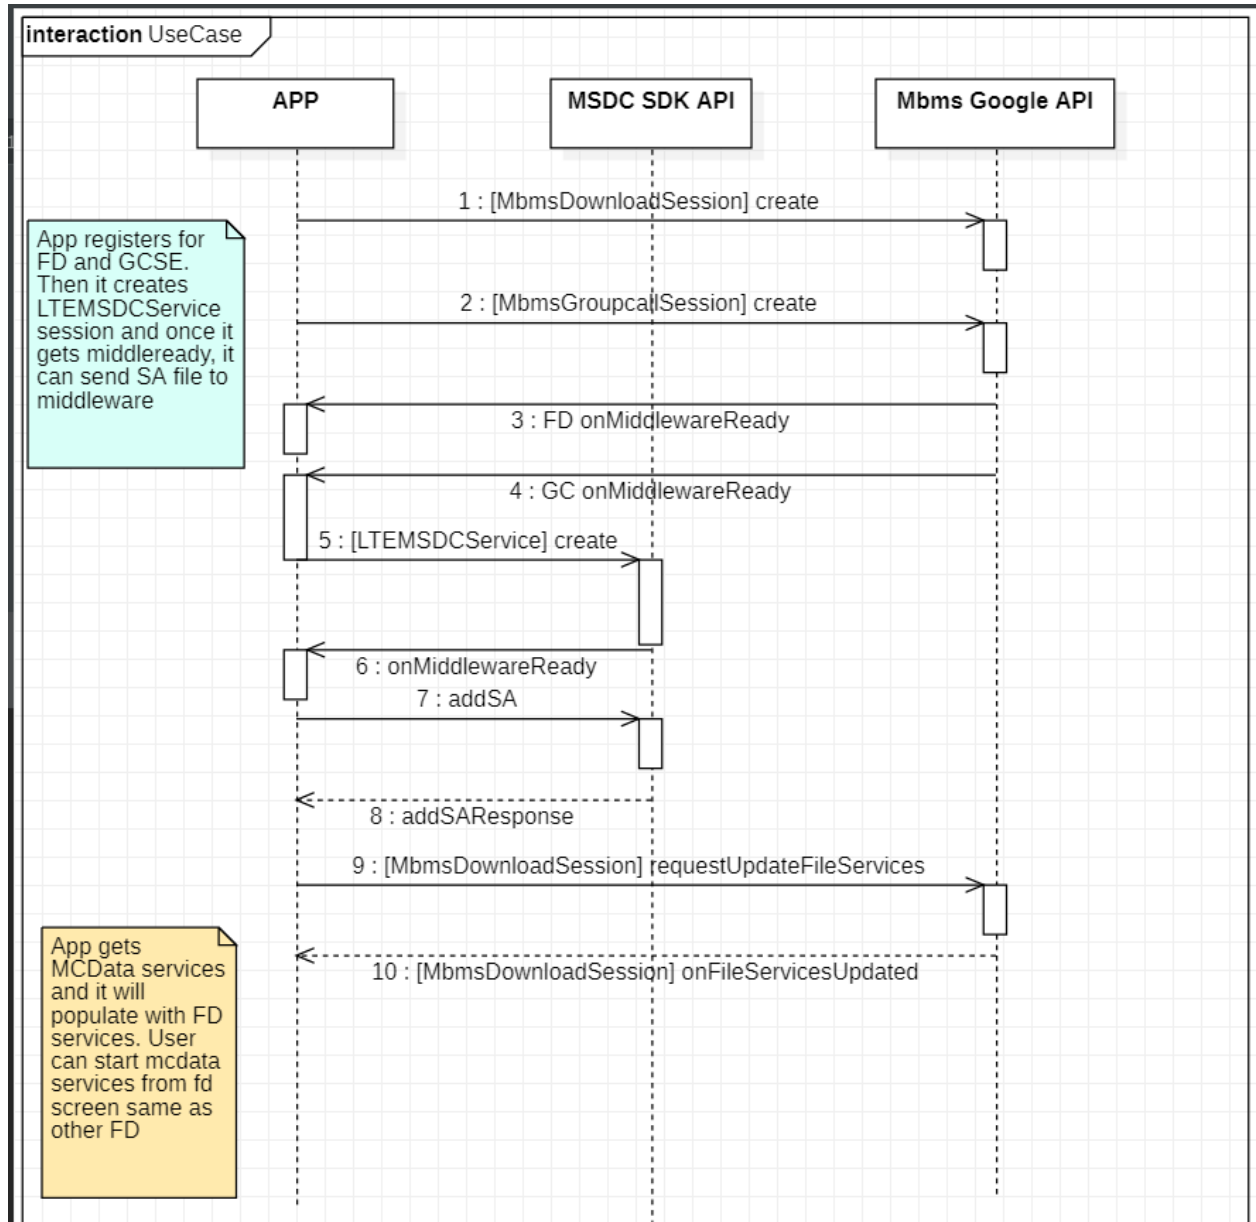 interaction UseCase
APP
MSDC SDK API
Mbms Google API
1 : [MbmsDownloadSession] create
App registers for
FD and GCSE.
Then it creates
LTEMSDCService
session and once it
gets middleready, it
can send SA file to
middleware
2 : [MbmsGroupcallSession] create
3 : FD onMiddlewareReady
4 : GC onMiddlewareReady
5 : [LTEMSDCService] create
6 : onMiddlewareReady
7 : addSA
8 : addSAResponse
9 : [MbmsDownloadSession] requestUpdateFileServices
10 : [MbmsDownloadSession] onFileServicesUpdated
App gets
MCData services
and it will
populate with FD
services. User
can start mcdata
services from fd
screen same as
other FD